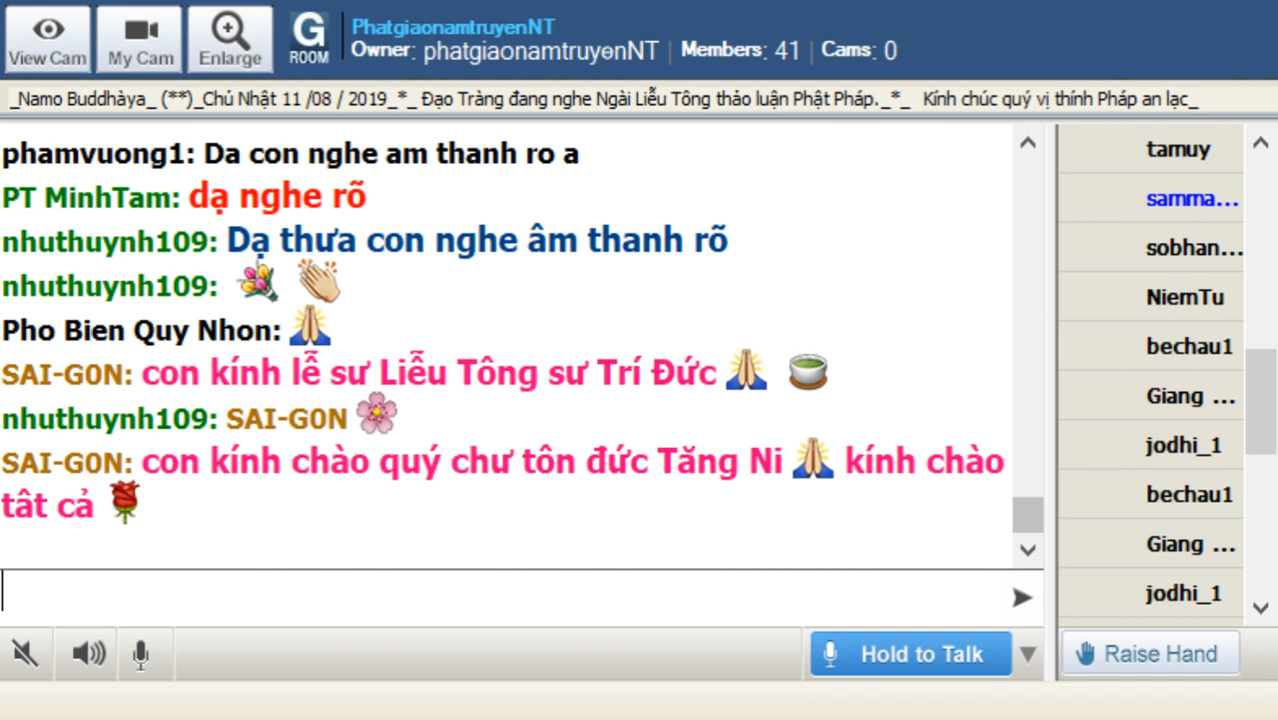 View Cam
My Cam
Enlarge
G
ROOM
PhatgiaonamtruyenNT
Owner: phatgiaonamtruyenNT | Members: 41 | Cams: 0
_Namo Buddhàya_ (**)_Chủ Nhật 11 /08 / 2019_*_ Đạo Tràng đang nghe Ngài Liễu Tông thảo luận Phật Pháp._*_ Kính chúc quý vị thính Pháp an lạc_
phamvuong1: Da con nghe am thanh ro a
PT MinhTam: dạ nghe rõ
nhuthuynh109: Dạ thưa con nghe âm thanh rõ
nhuthuynh109:
Pho Bien Quy Nhon:
SAI-G0N: con kính lễ sư Liễu Tông sư Trí Đức
nhuthuynh109: SAI-G0N
SAI-G0N: con kính chào quý chư tôn đức Tăng Ni kính chào
tât cả
tamuy
samma...
sobhan...
NiemTu
bechau1
Giang ...
jodhi_1
bechau1
Giang ...
jodhi_1
Hold to Talk
Raise Hand